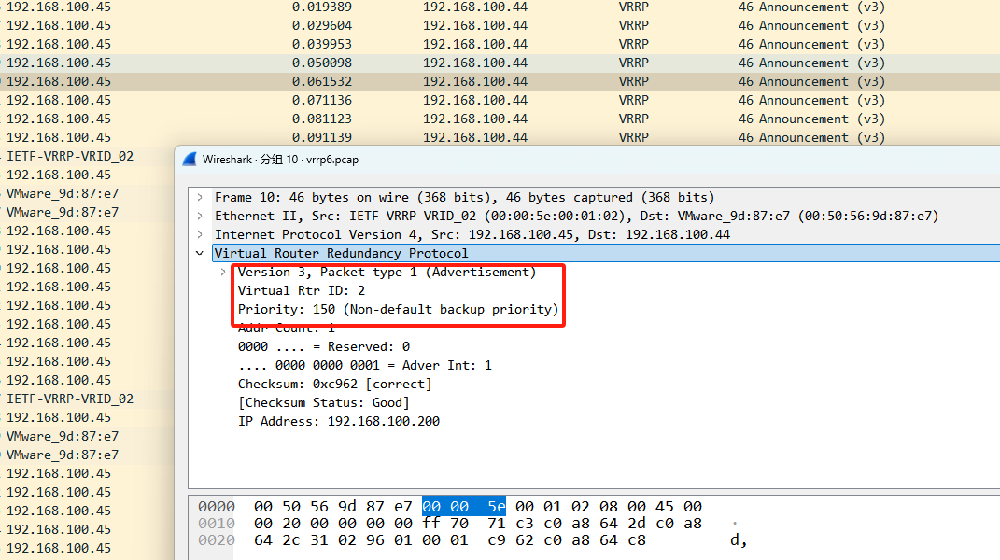 192.168.100.45 0.019389 192.168.100.44 VRRP 46 Announcement (v3)
192.168.100.45 0.029604 192.168.100.44 VRRP 46 Announcement (v3)
192.168.100.45 0.039953 192.168.100.44 VRRP 46 Announcement (v3)
192.168.100.45 0.050098 192.168.100.44 VRRP 46 Announcement (v3)
192.168.100.45 0.061532 192.168.100.44 VRRP 46 Announcement (v3)
192.168.100.45 0.071136 192.168.100.44 VRRP 46 Announcement (v3)
192.168.100.45 0.081123 192.168.100.44 VRRP 46 Announcement (v3)
192.168.100.45 0.091139 192.168.100.44 VRRP 46 Announcement (v3)
IETF-VRRP-VRID_02
192.168.100.45
VMware_9d:87:e7
VMware_9d:87:e7
192.168.100.45
192.168.100.45
192.168.100.45
192.168.100.45
192.168.100.45
192.168.100.45
192.168.100.45
192.168.100.45
192.168.100.45
IETF-VRRP-VRID_02
192.168.100.45
VMware_9d:87:e7
VMware_9d:87:e7
192.168.100.45
192.168.100.45
192.168.100.45
192.168.100.45
192.168.100.45
Wireshark · 分组 10 · vrrp6.pcap
Frame 10: 46 bytes on wire (368 bits), 46 bytes captured (368 bits)
Ethernet II, Src: IETF-VRRP-VRID_02 (00:00:5e:00:01:02), Dst: VMware_9d:87:e7 (00:50:56:9d:87:e7)
Internet Protocol Version 4, Src: 192.168.100.45, Dst: 192.168.100.44
Virtual Router Redundancy Protocol
Version 3, Packet type 1 (Advertisement)
Virtual Rtr ID: 2
Priority: 150 (Non-default backup priority)
Addr Count: 1
0000 .... = Reserved: 0
.... 0000 0000 0001 = Adver Int: 1
Checksum: 0xc962 [correct]
[Checksum Status: Good]
IP Address: 192.168.100.200
0000 00 50 56 9d 87 e7 00 00 5e 00 01 02 08 00 45 00
0010 00 20 00 00 00 00 ff 70 71 c3 c0 a8 64 2d c0 a8 ·
0020 64 2c 31 02 96 01 00 01 c9 62 c0 a8 64 c8 d,